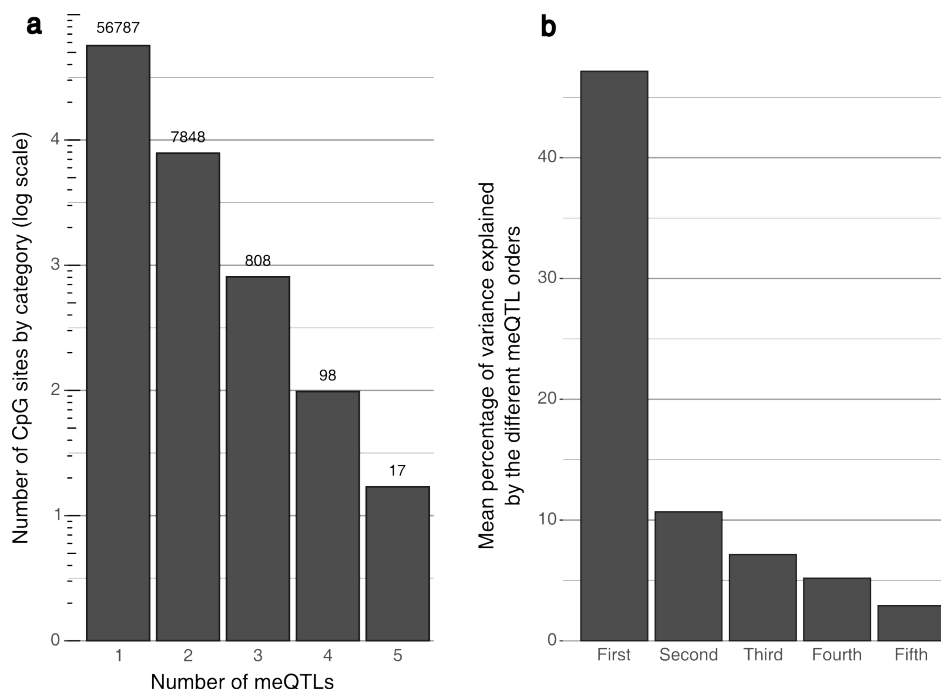 a
Number of CpG sites by category (log scale)
4
3
2
1
0
56787
7848
808
98
17
1 2 3 4 5
Number of meQTLs
b
Mean percentage of variance explained
by the different meQTL orders
40
30
20
10
0
First Second Third Fourth Fifth